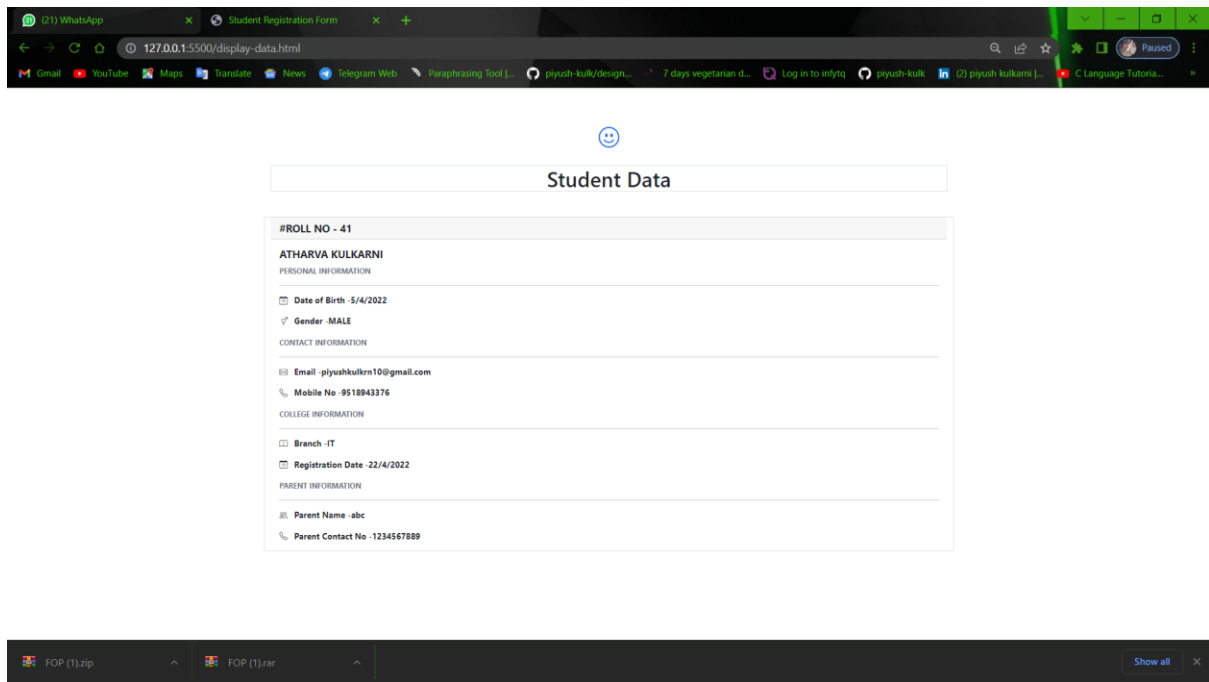 (21) WhatsApp
Student Registration Form
127.0.0.1:5500/display-data.html
Paused
Gmail YouTube Maps Translate News Telegram Web Paraphrasing Tool |... piyush-kulk/design... 7 days vegetarian d... Log in to infytq piyush-kulk (2) piyush kulkarni |... C Language Tutoria... »
Student Data
#ROLL NO - 41
ATHARVA KULKARNI
PERSONAL INFORMATION
Date of Birth -5/4/2022
Gender -MALE
CONTACT INFORMATION
Email -piyushkulkrn10@gmail.com
Mobile No -9518943376
COLLEGE INFORMATION
Branch -IT
Registration Date -22/4/2022
PARENT INFORMATION
Parent Name -abc
Parent Contact No -1234567889
FOP (1).zip
FOP (1).rar
Show all